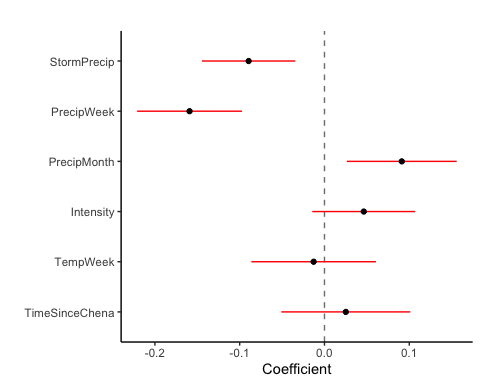 StormPrecip
PrecipWeek
PrecipMonth
Intensity
TempWeek
TimeSinceChena
-0.2 -0.1 0.0 0.1
Coefficient